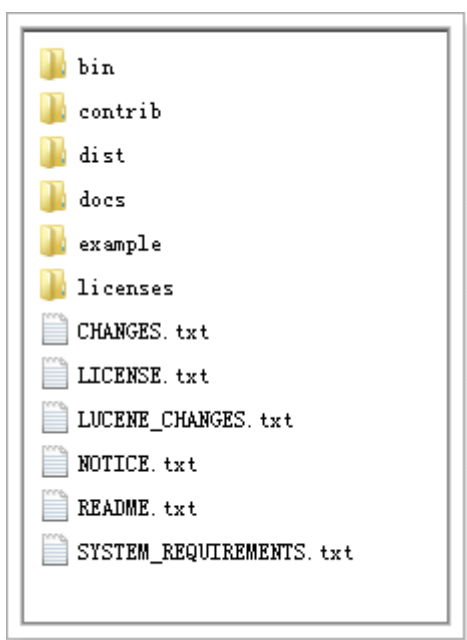 bin
contrib
dist
docs
example
licenses
CHANGES.txt
LICENSE.txt
LUCENE_CHANGES.txt
NOTICE.txt
README.txt
SYSTEM_REQUIREMENTS.txt